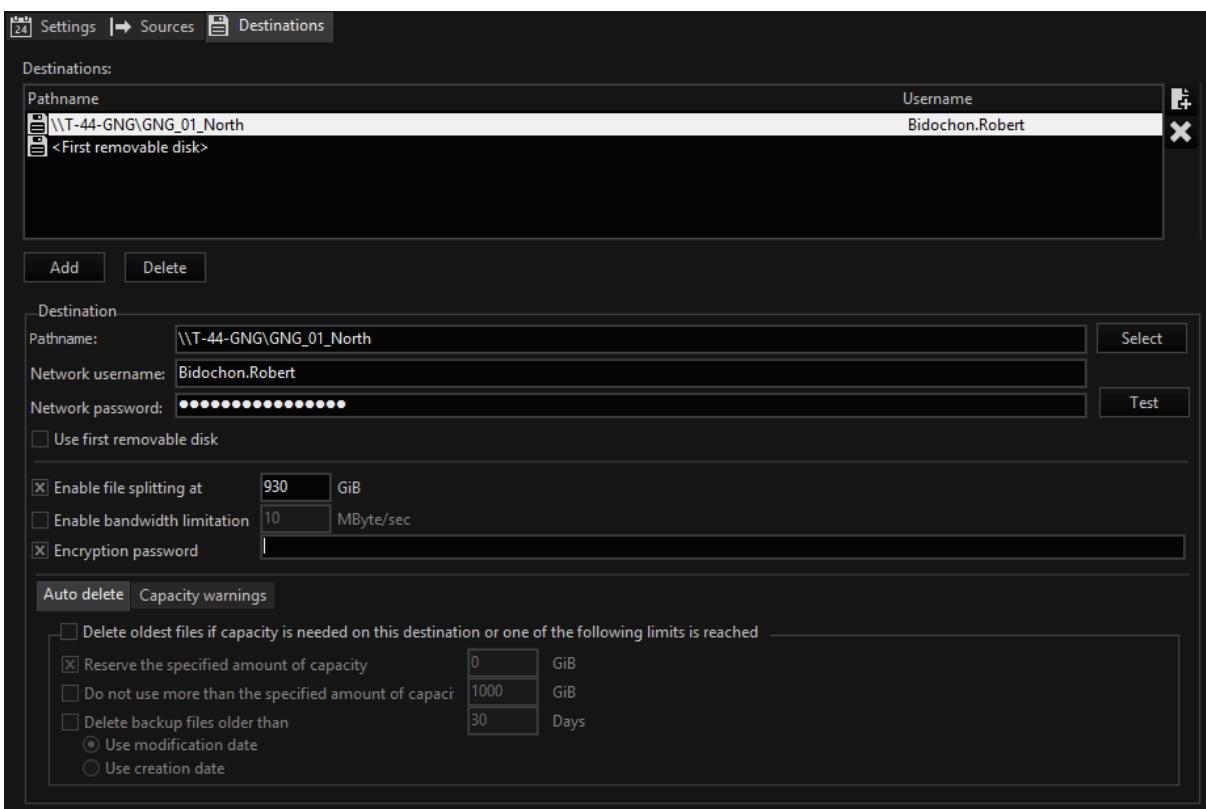 24 Settings Sources Destinations
Destinations:
Pathname Username
\\T-44-GNG\GNG_01_North Bidochon.Robert
<First removable disk>
Add Delete
Destination
Pathname: \\T-44-GNG\GNG_01_North Select
Network username: Bidochon.Robert
Network password: ●●●●●●●●●●●●●●●● Test
Use first removable disk
Enable file splitting at 930 GiB
Enable bandwidth limitation 10 MByte/sec
Encryption password
Auto delete Capacity warnings
Delete oldest files if capacity is needed on this destination or one of the following limits is reached
Reserve the specified amount of capacity 0 GiB
Do not use more than the specified amount of capaci 1000 GiB
Delete backup files older than 30 Days
Use modification date
Use creation date